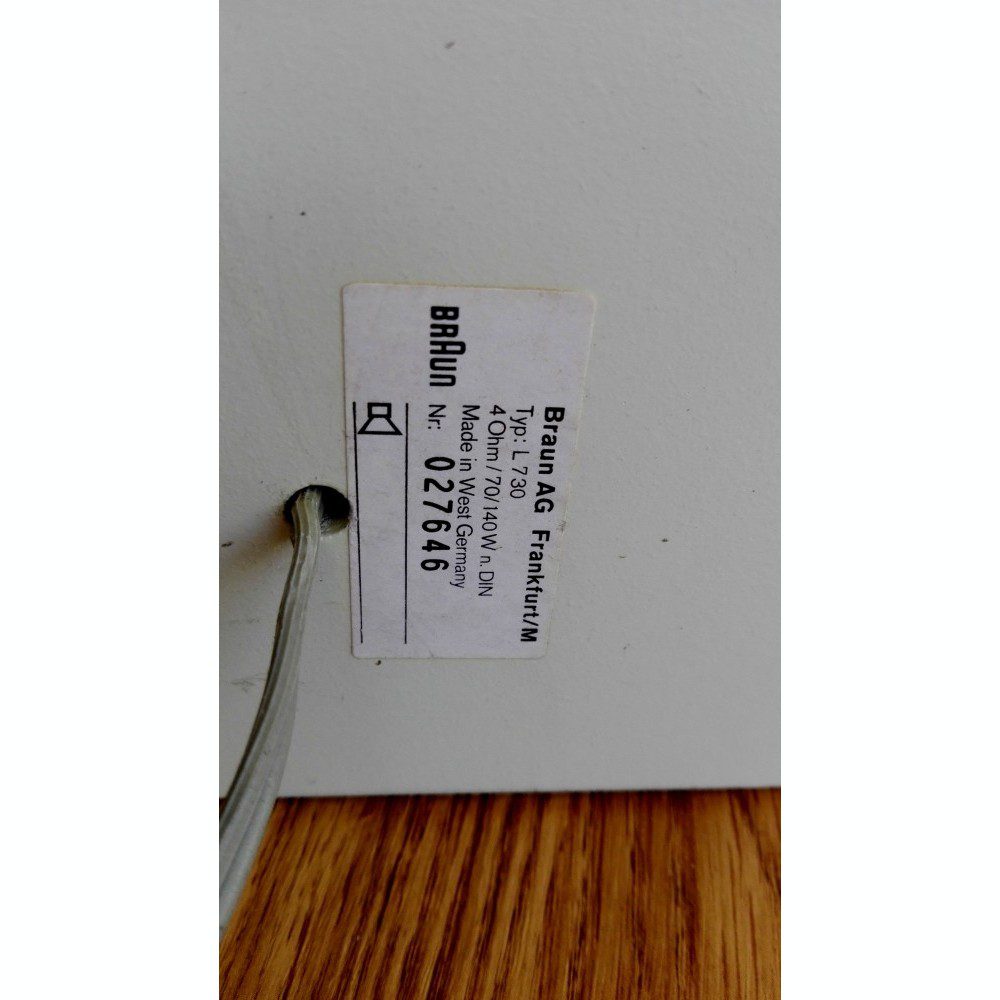 Braun AG Frankfurt/M
Typ: L 730
4 Ohm / 70/140 W n. DIN
Made in West Germany
BRAUN Nr: 027646